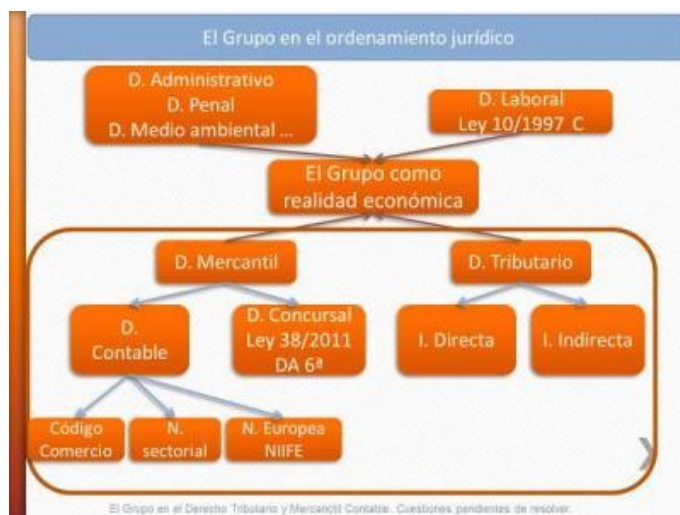 El Grupo en el ordenamiento jurídico
D. Administrativo
D. Penal
D. Medio ambiental ...
D. Laboral
Ley 10/1997 C
El Grupo como
realidad económica
D. Mercantil
D. Tributario
D.
Contable
D. Concursal
Ley 38/2011
DA 6ª
I. Directa
I. Indirecta
Código
Comercio
N.
sectorial
N. Europea
NIIFE
El Grupo en el Derecho Tributario y Mercanctil Contable. Cuestiones pendientes de resolver.